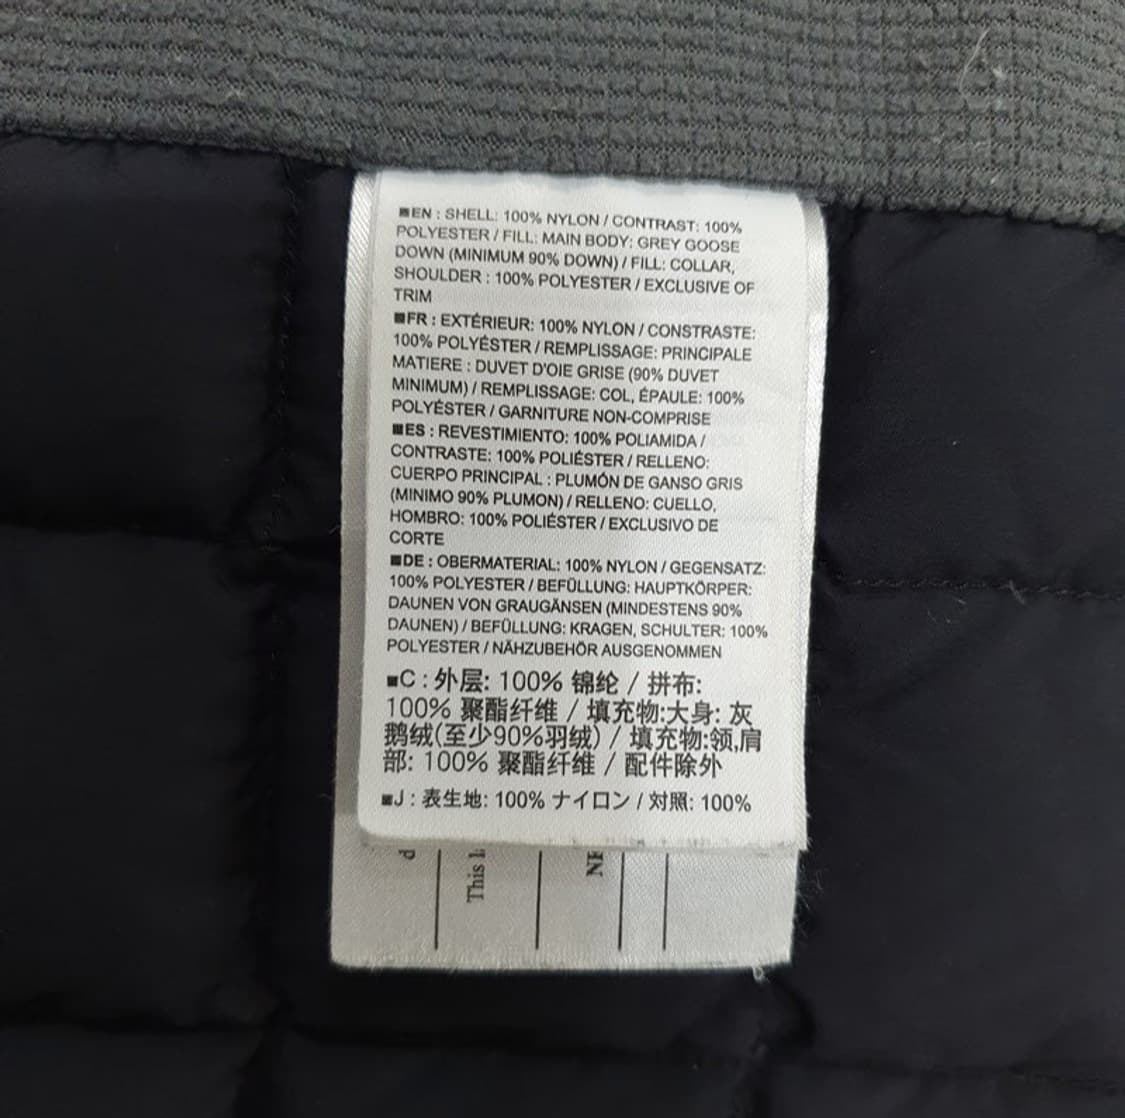 ■EN : SHELL: 100% NYLON / CONTRAST: 100%
POLYESTER / FILL: MAIN BODY: GREY GOOSE
DOWN (MINIMUM 90% DOWN) / FILL: COLLAR,
SHOULDER : 100% POLYESTER / EXCLUSIVE OF
TRIM
■FR : EXTÉRIEUR: 100% NYLON / CONSTRASTE:
100% POLYÉSTER / REMPLISSAGE: PRINCIPALE
MATIERE : DUVET D'OIE GRISE (90% DUVET
MINIMUM) / REMPLISSAGE: COL, ÉPAULE: 100%
POLYÉSTER / GARNITURE NON-COMPRISE
■ES : REVESTIMIENTO: 100% POLIAMIDA /
CONTRASTE: 100% POLIÉSTER / RELLENO:
CUERPO PRINCIPAL : PLUMÓN DE GANSO GRIS
(MINIMO 90% PLUMON) / RELLENO: CUELLO,
HOMBRO: 100% POLIÉSTER / EXCLUSIVO DE
CORTE
■DE : OBERMATERIAL: 100% NYLON / GEGENSATZ:
100% POLYESTER / BEFÜLLUNG: HAUPTKÖRPER:
DAUNEN VON GRAUGÄNSEN (MINDESTENS 90%
DAUNEN) / BEFÜLLUNG: KRAGEN, SCHULTER: 100%
POLYESTER / NÄHZUBEHÖR AUSGENOMMEN
■C : 外层: 100% 锦纶 / 拼布:
100% 聚酯纤维 / 填充物:大身: 灰
鹅绒(至少90%羽绒) / 填充物:领,肩
部: 100% 聚酯纤维 / 配件除外
■J : 表生地: 100% ナイロン / 対照: 100%
This